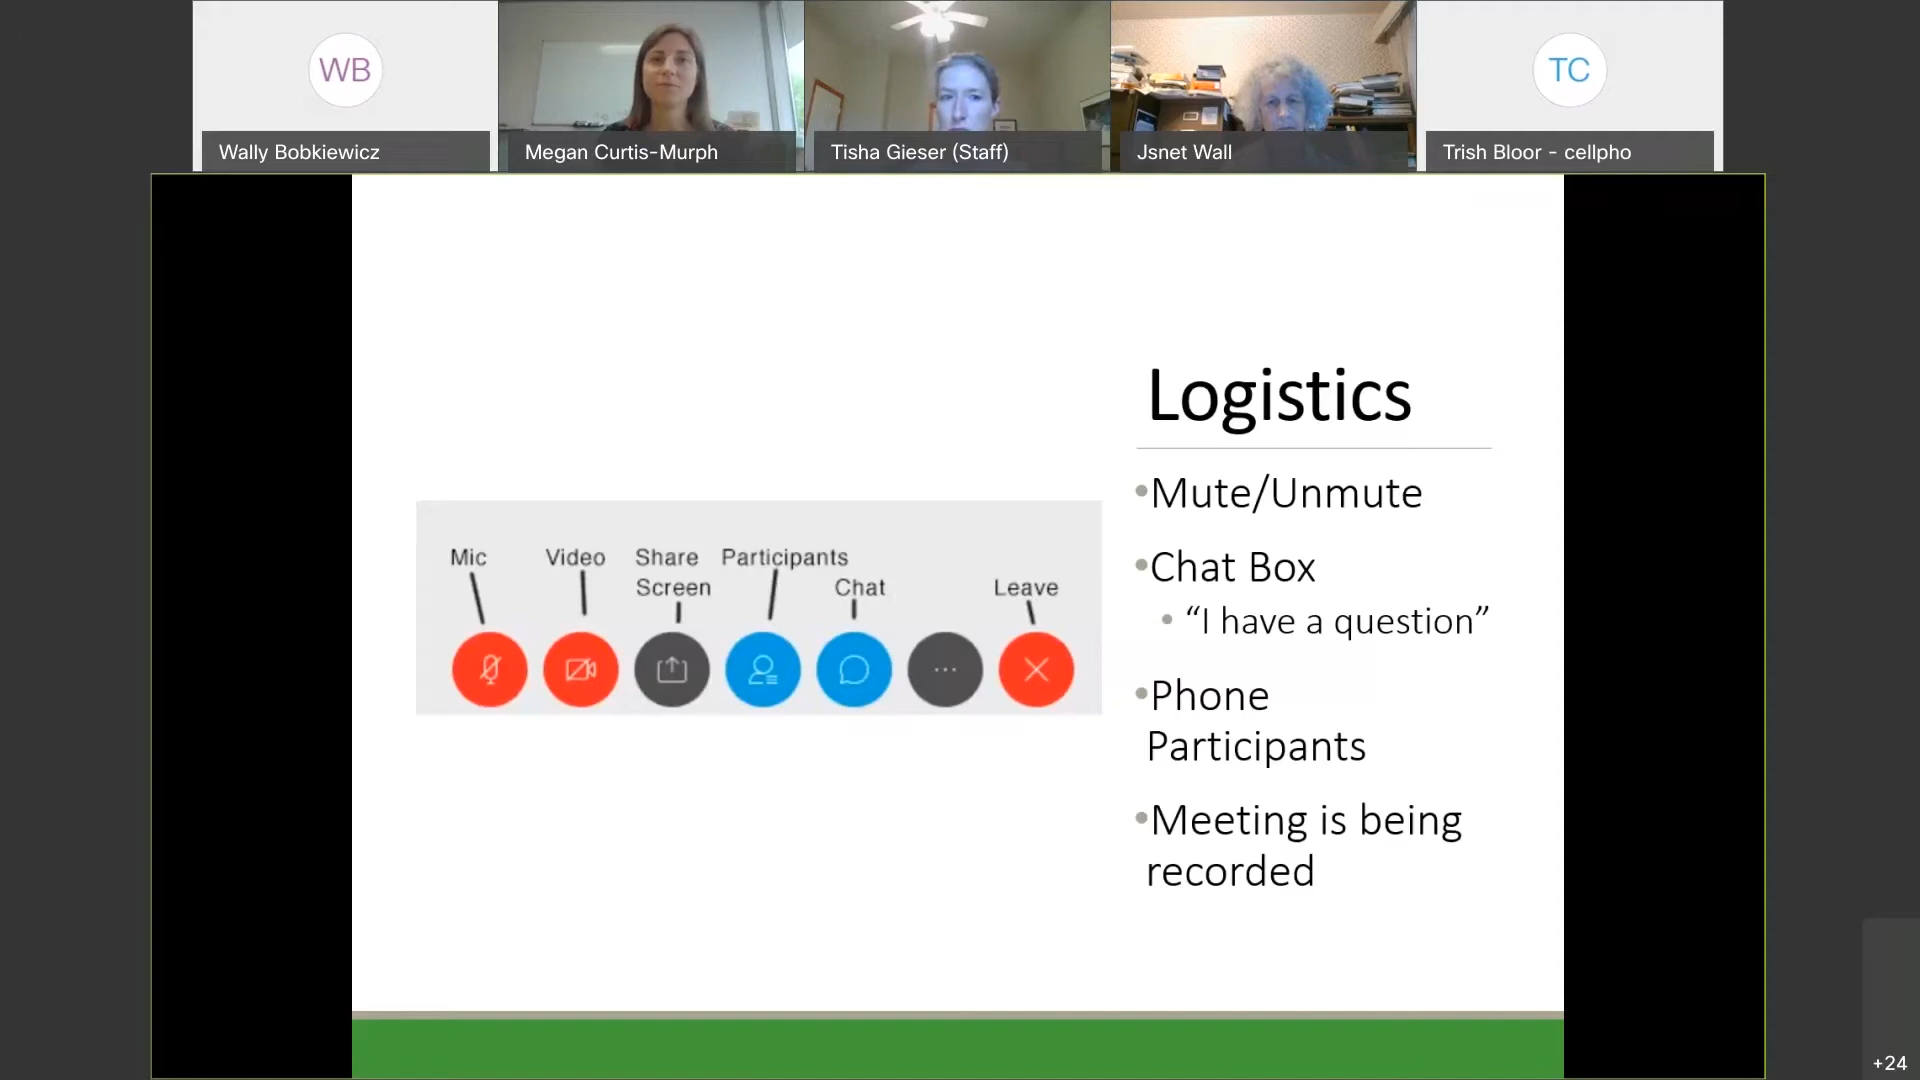 WB
TC
Wally Bobkiewicz
Megan Curtis-Murph
Tisha Gieser (Staff)
Jsnet Wall
Trish Bloor - cellpho
Logistics
•Mute/Unmute
•Chat Box
• “I have a question”
•Phone
Participants
•Meeting is being
recorded
Mic
Video
Share
Screen
Participants
Chat
Leave
+24